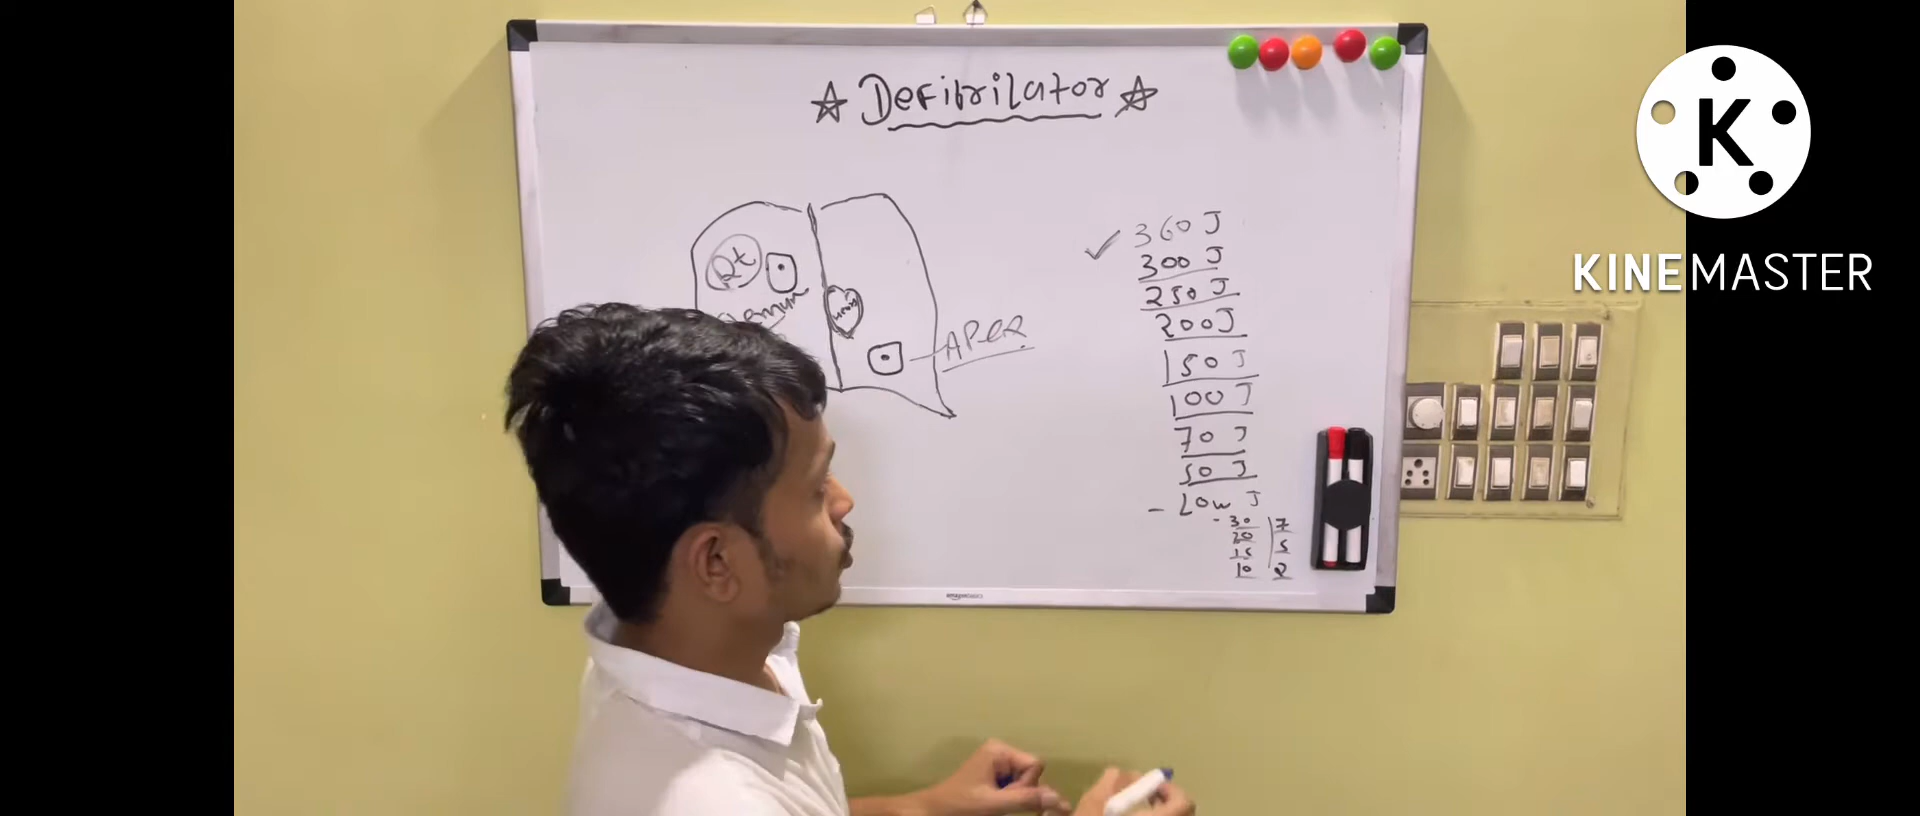 Defibrilator
Rt
APeX
360 J
300 J
250 J
200 J
150 J
100 J
70 J
50 J
- Low J
- 30 | 7
20 | 5
15 | 2
10
K
KINEMASTER